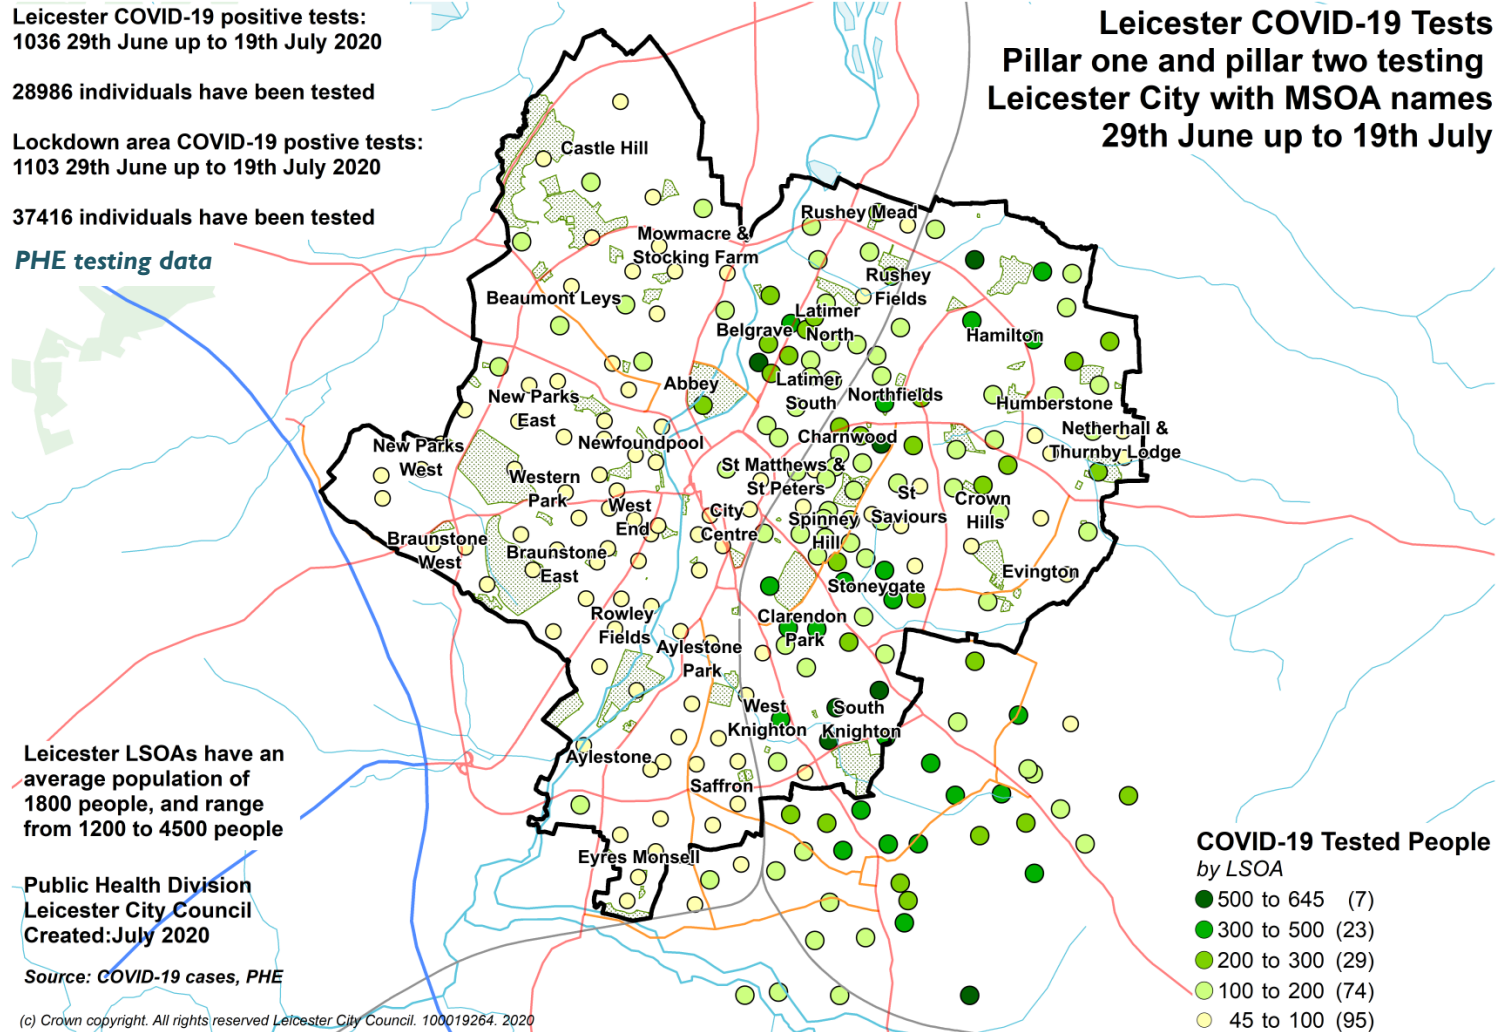 Leicester COVID-19 positive tests:
1036 29th June up to 19th July 2020
28986 individuals have been tested
Lockdown area COVID-19 postive tests:
1103 29th June up to 19th July 2020
37416 individuals have been tested
PHE testing data
Leicester COVID-19 Tests
Pillar one and pillar two testing
Leicester City with MSOA names
29th June up to 19th July
Castle Hill
Rushey Mead
Mowmacre &
Stocking Farm
Rushey
Fields
Beaumont Leys
Latimer
North
Belgrave
Hamilton
Abbey
Latimer
South
Northfields
New Parks
East
Humberstone
Netherhall &
Thurnby Lodge
Charnwood
New Parks
West
Newfoundpool
St Matthews &
St Peters
Western
Park
St
Saviours
Crown
Hills
West
End
City
Centre
Spinney
Hill
Braunstone
West
Braunstone
East
Evington
Stoneygate
Rowley
Fields
Clarendon
Park
Aylestone
Park
West
Knighton
South
Knighton
Aylestone
Saffron
Eyres Monsell
Leicester LSOAs have an
average population of
1800 people, and range
from 1200 to 4500 people
Public Health Division
Leicester City Council
Created:July 2020
Source: COVID-19 cases, PHE
(c) Crown copyright. All rights reserved Leicester City Council. 100019264. 2020
COVID-19 Tested People
by LSOA
500 to 645 (7)
300 to 500 (23)
200 to 300 (29)
100 to 200 (74)
45 to 100 (95)